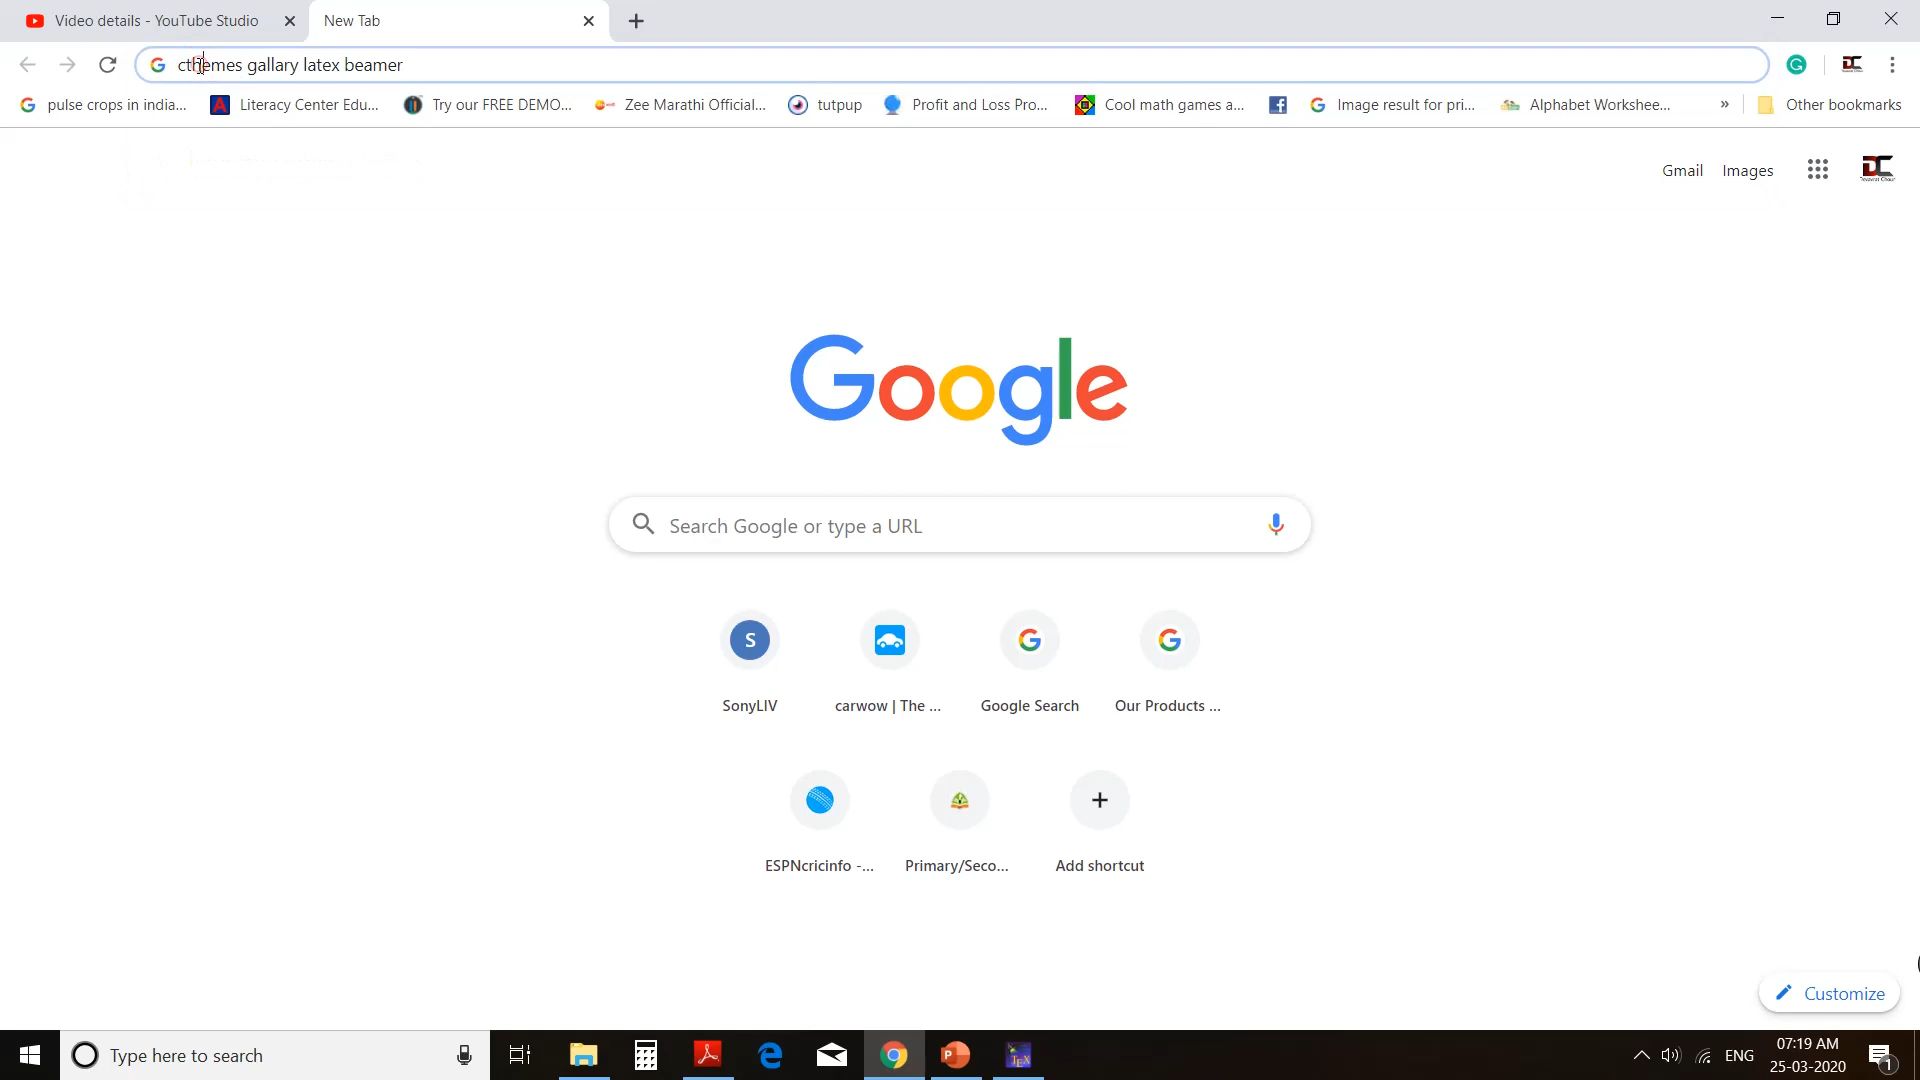 Video details - YouTube Studio
New Tab
cthemes gallary latex beamer
pulse crops in india...
Literacy Center Edu...
Try our FREE DEMO...
Zee Marathi Official...
tutpup
Profit and Loss Pro...
Cool math games a...
Image result for pri...
Alphabet Workshee...
»
Other bookmarks
Gmail
Images
DC
Google
Search Google or type a URL
S
SonyLIV
carwow | The ...
Google Search
Our Products ...
ESPNcricinfo -...
Primary/Seco...
Add shortcut
Customize
Type here to search
ENG
07:19 AM
25-03-2020
1